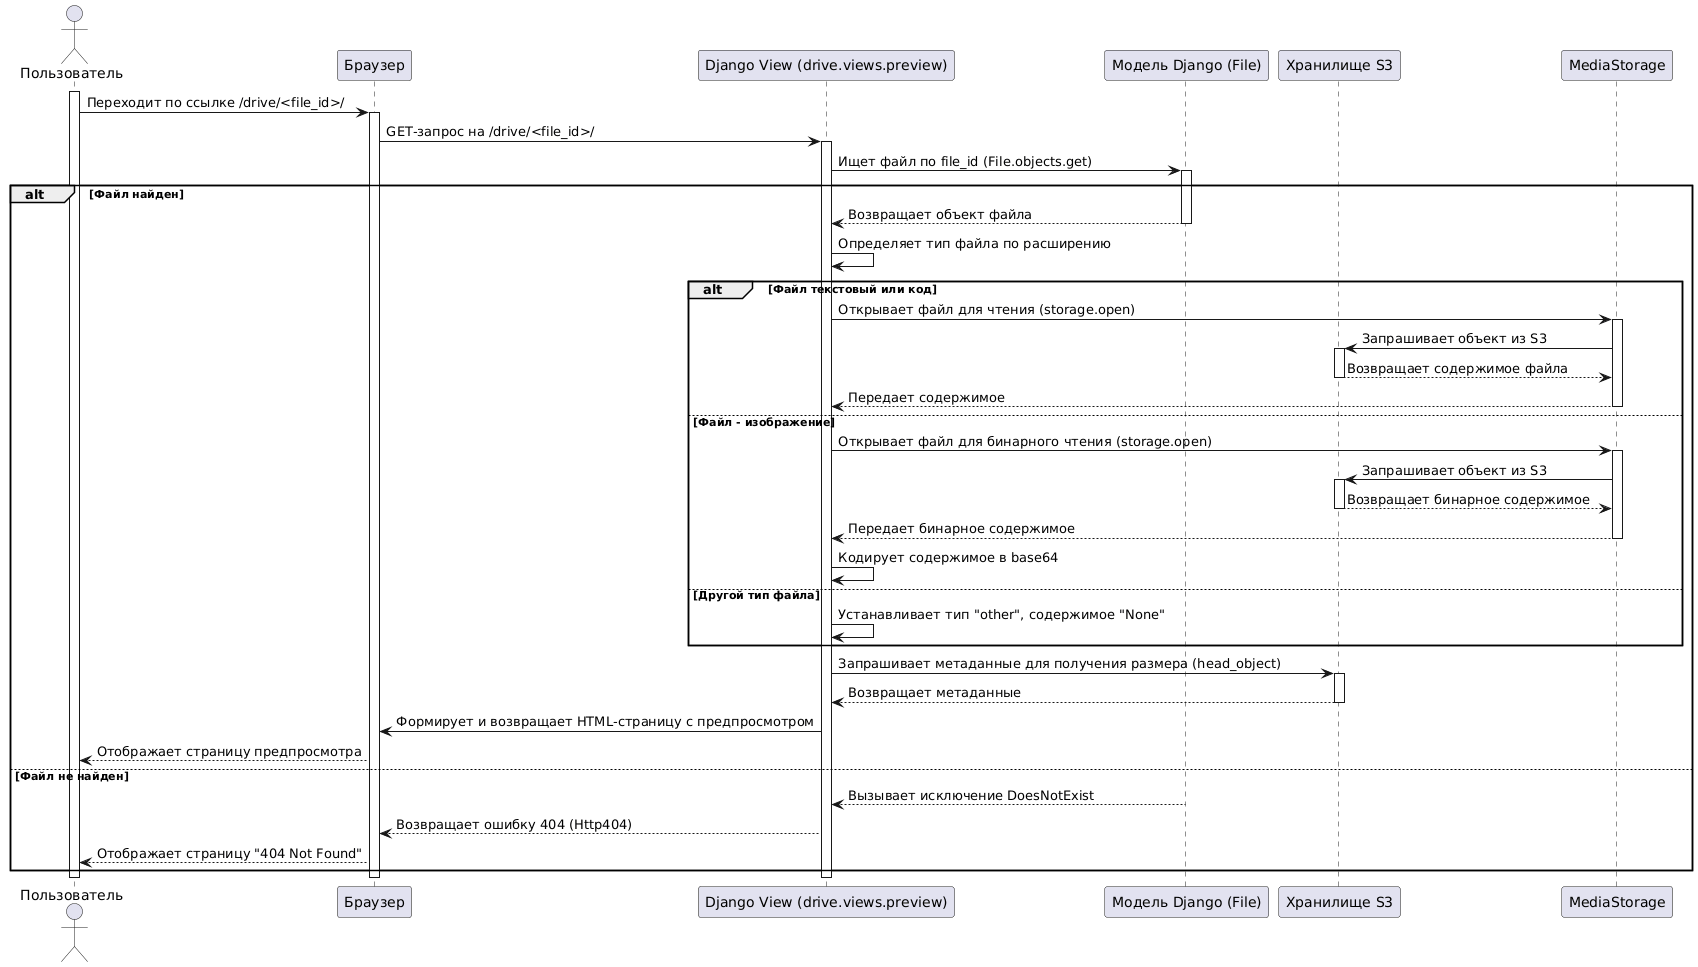 Пользователь
Браузер
Django View (drive.views.preview)
Модель Django (File)
Хранилище S3
MediaStorage
Переходит по ссылке /drive/<file_id>/
GET-запрос на /drive/<file_id>/
Ищет файл по file_id (File.objects.get)
alt
[Файл найден]
Возвращает объект файла
Определяет тип файла по расширению
alt
[Файл текстовый или код]
Открывает файл для чтения (storage.open)
Запрашивает объект из S3
Возвращает содержимое файла
Передает содержимое
[Файл - изображение]
Открывает файл для бинарного чтения (storage.open)
Запрашивает объект из S3
Возвращает бинарное содержимое
Передает бинарное содержимое
Кодирует содержимое в base64
[Другой тип файла]
Устанавливает тип "other", содержимое "None"
Запрашивает метаданные для получения размера (head_object)
Возвращает метаданные
Формирует и возвращает HTML-страницу с предпросмотром
Отображает страницу предпросмотра
[Файл не найден]
Вызывает исключение DoesNotExist
Возвращает ошибку 404 (Http404)
Отображает страницу "404 Not Found"
Пользователь
Браузер
Django View (drive.views.preview)
Модель Django (File)
Хранилище S3
MediaStorage